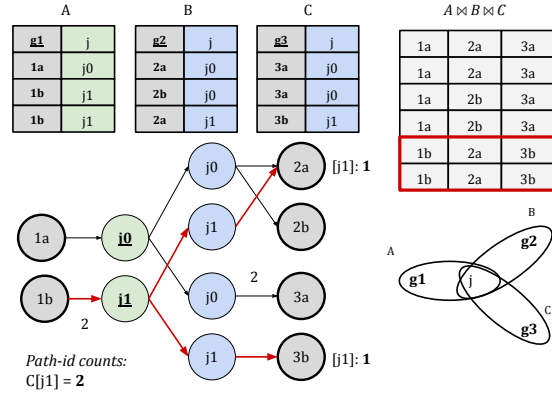 A B C A ⋈ B ⋈ C
g1 j g2 j g3 j
1a j0 2a j0 3a j0
1b j1 2b j0 3a j0
1b j1 2a j1 3b j1
1a 2a 3a
1a 2a 3a
1a 2b 3a
1a 2b 3a
1b 2a 3b
1b 2a 3b
j0 2a [j1]: 1
1a j0 j1 2b
1b j1 j0 2 3a
2
j1 3b [j1]: 1
Path-id counts:
C[j1] = 2
B
g2
A
g1 j
C
g3